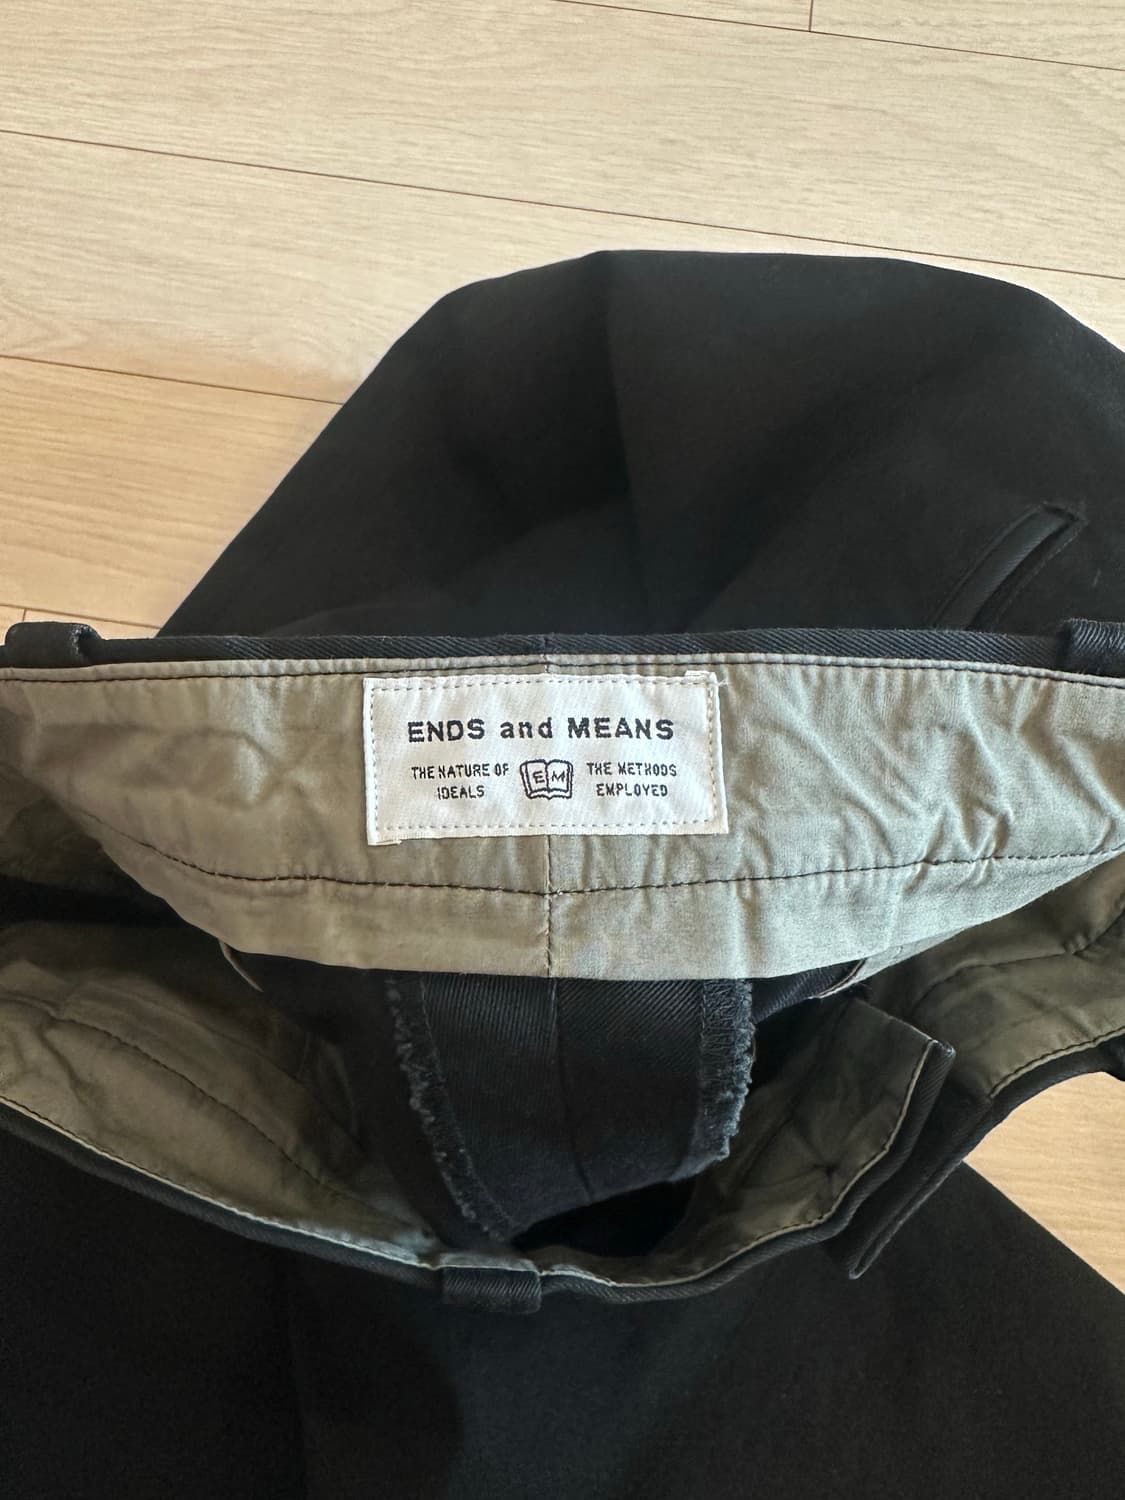 ENDS and MEANS
THE NATURE OF IDEALS
EM
THE METHODS EMPLOYED